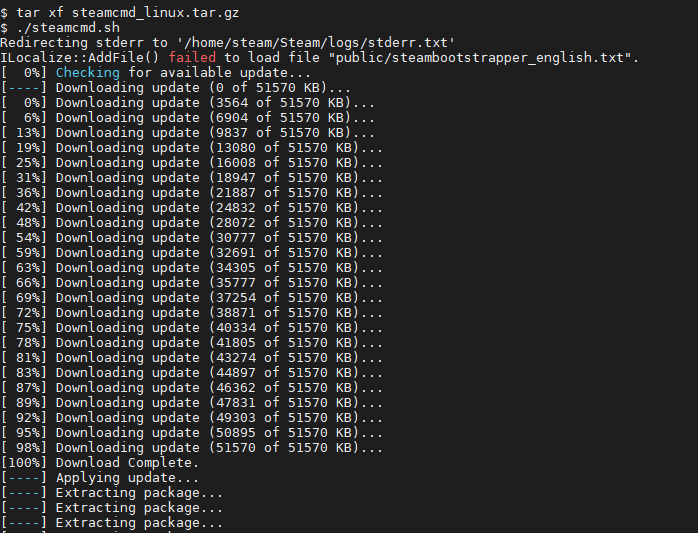 $ tar xf steamcmd_linux.tar.gz
$ ./steamcmd.sh
Redirecting stderr to '/home/steam/Steam/logs/stderr.txt'
ILocalize::AddFile() failed to load file "public/steambootstrapper_english.txt".
[  0%] Checking for available update...
[----] Downloading update (0 of 51570 KB)...
[  0%] Downloading update (3564 of 51570 KB)...
[  6%] Downloading update (6904 of 51570 KB)...
[ 13%] Downloading update (9837 of 51570 KB)...
[ 19%] Downloading update (13080 of 51570 KB)...
[ 25%] Downloading update (16008 of 51570 KB)...
[ 31%] Downloading update (18947 of 51570 KB)...
[ 36%] Downloading update (21887 of 51570 KB)...
[ 42%] Downloading update (24832 of 51570 KB)...
[ 48%] Downloading update (28072 of 51570 KB)...
[ 54%] Downloading update (30777 of 51570 KB)...
[ 59%] Downloading update (32691 of 51570 KB)...
[ 63%] Downloading update (34305 of 51570 KB)...
[ 66%] Downloading update (35777 of 51570 KB)...
[ 69%] Downloading update (37254 of 51570 KB)...
[ 72%] Downloading update (38871 of 51570 KB)...
[ 75%] Downloading update (40334 of 51570 KB)...
[ 78%] Downloading update (41805 of 51570 KB)...
[ 81%] Downloading update (43274 of 51570 KB)...
[ 83%] Downloading update (44897 of 51570 KB)...
[ 87%] Downloading update (46362 of 51570 KB)...
[ 89%] Downloading update (47831 of 51570 KB)...
[ 92%] Downloading update (49303 of 51570 KB)...
[ 95%] Downloading update (50895 of 51570 KB)...
[ 98%] Downloading update (51570 of 51570 KB)...
[100%] Download Complete.
[----] Applying update...
[----] Extracting package...
[----] Extracting package...
[----] Extracting package...